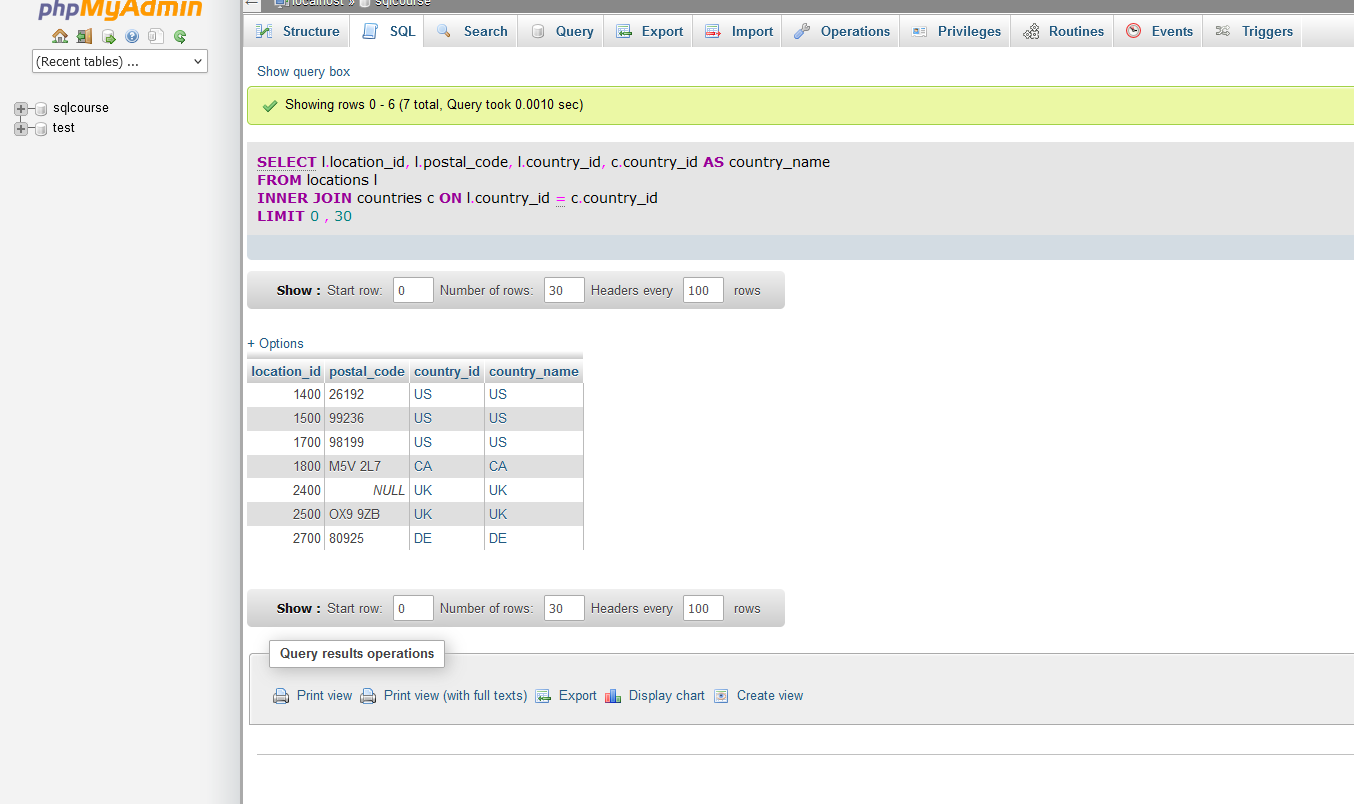 phpMyAdmin
(Recent tables) ...
sqlcourse
test
localhost » sqlcourse
Structure SQL Search Query Export Import Operations Privileges Routines Events Triggers
Show query box
Showing rows 0 - 6 (7 total, Query took 0.0010 sec)
SELECT l.location_id, l.postal_code, l.country_id, c.country_id AS country_name
FROM locations l
INNER JOIN countries c ON l.country_id = c.country_id
LIMIT 0 , 30
Show : Start row: 0 Number of rows: 30 Headers every 100 rows
+ Options
location_id postal_code country_id country_name
1400 26192 US US
1500 99236 US US
1700 98199 US US
1800 M5V 2L7 CA CA
2400 NULL UK UK
2500 OX9 9ZB UK UK
2700 80925 DE DE
Show : Start row: 0 Number of rows: 30 Headers every 100 rows
Query results operations
Print view Print view (with full texts) Export Display chart Create view